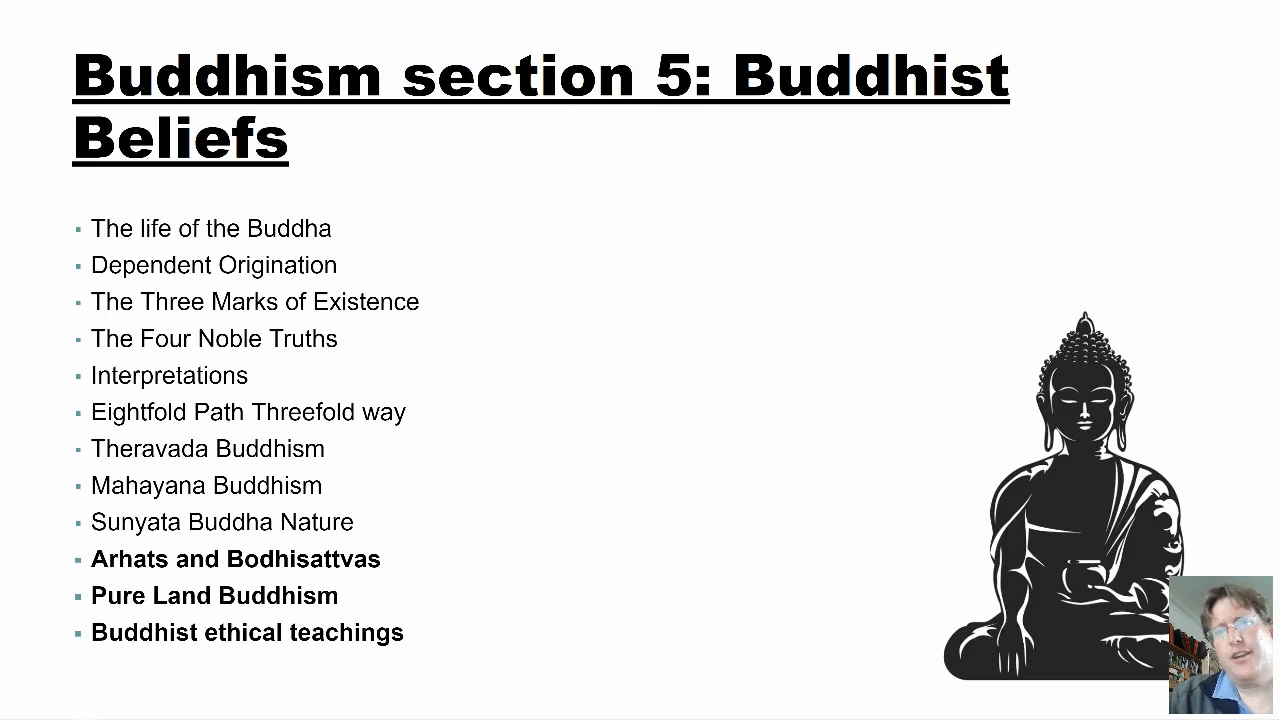 Buddhism section 5: Buddhist
Beliefs
The life of the Buddha
Dependent Origination
The Three Marks of Existence
The Four Noble Truths
Interpretations
Eightfold Path Threefold way
Theravada Buddhism
Mahayana Buddhism
Sunyata Buddha Nature
Arhats and Bodhisattvas
Pure Land Buddhism
Buddhist ethical teachings